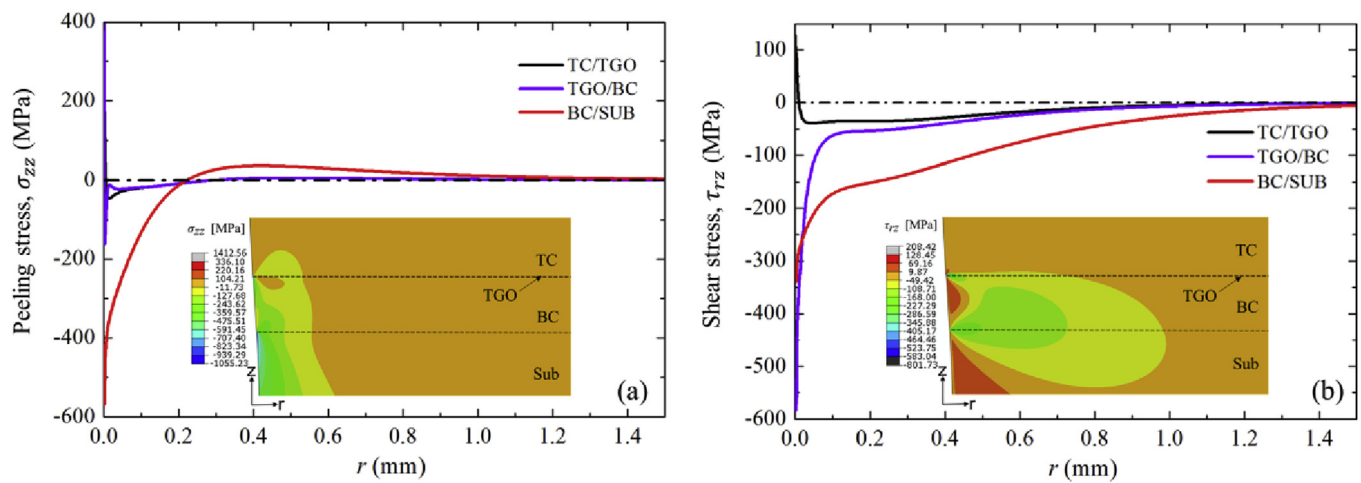 400
200
0
-200
-400
-600
Peeling stress, σzz (MPa)
TC/TGO
TGO/BC
BC/SUB
σzz [MPa]
1412.56
336.10
220.16
104.21
-11.73
-127.68
-243.62
-359.57
-475.51
-591.45
-707.40
-823.34
-939.29
-1055.23
TC
TGO
BC
Sub
z
r
(a)
0.0 0.2 0.4 0.6 0.8 1.0 1.2 1.4
r (mm)
100
0
-100
-200
-300
-400
-500
-600
Shear stress, τrz (MPa)
TC/TGO
TGO/BC
BC/SUB
τrz [MPa]
208.42
128.45
69.16
9.87
-49.42
-108.71
-168.00
-227.29
-286.59
-345.88
-405.17
-464.46
-523.75
-583.04
-801.73
TC
TGO
BC
Sub
z
r
(b)
0.0 0.2 0.4 0.6 0.8 1.0 1.2 1.4
r (mm)